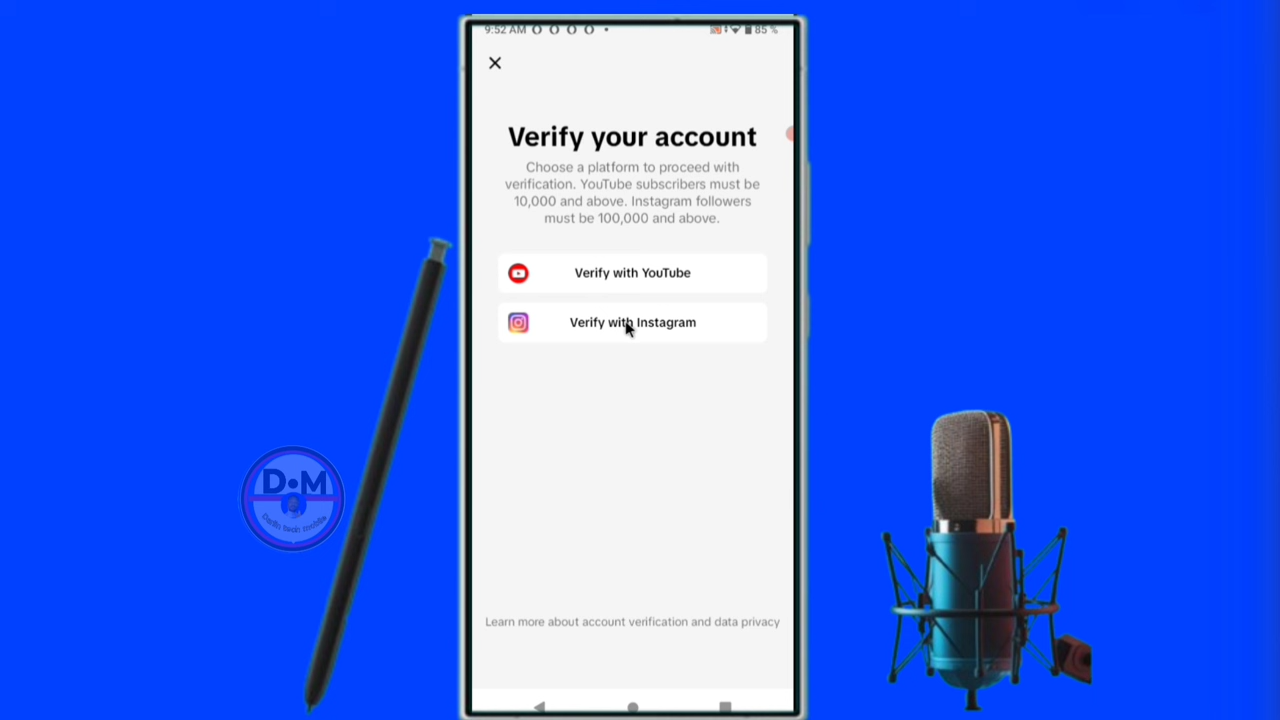 9:52 AM
85 %
Verify your account
Choose a platform to proceed with
verification. YouTube subscribers must be
10,000 and above. Instagram followers
must be 100,000 and above.
Verify with YouTube
Verify with Instagram
D•M
Learn more about account verification and data privacy